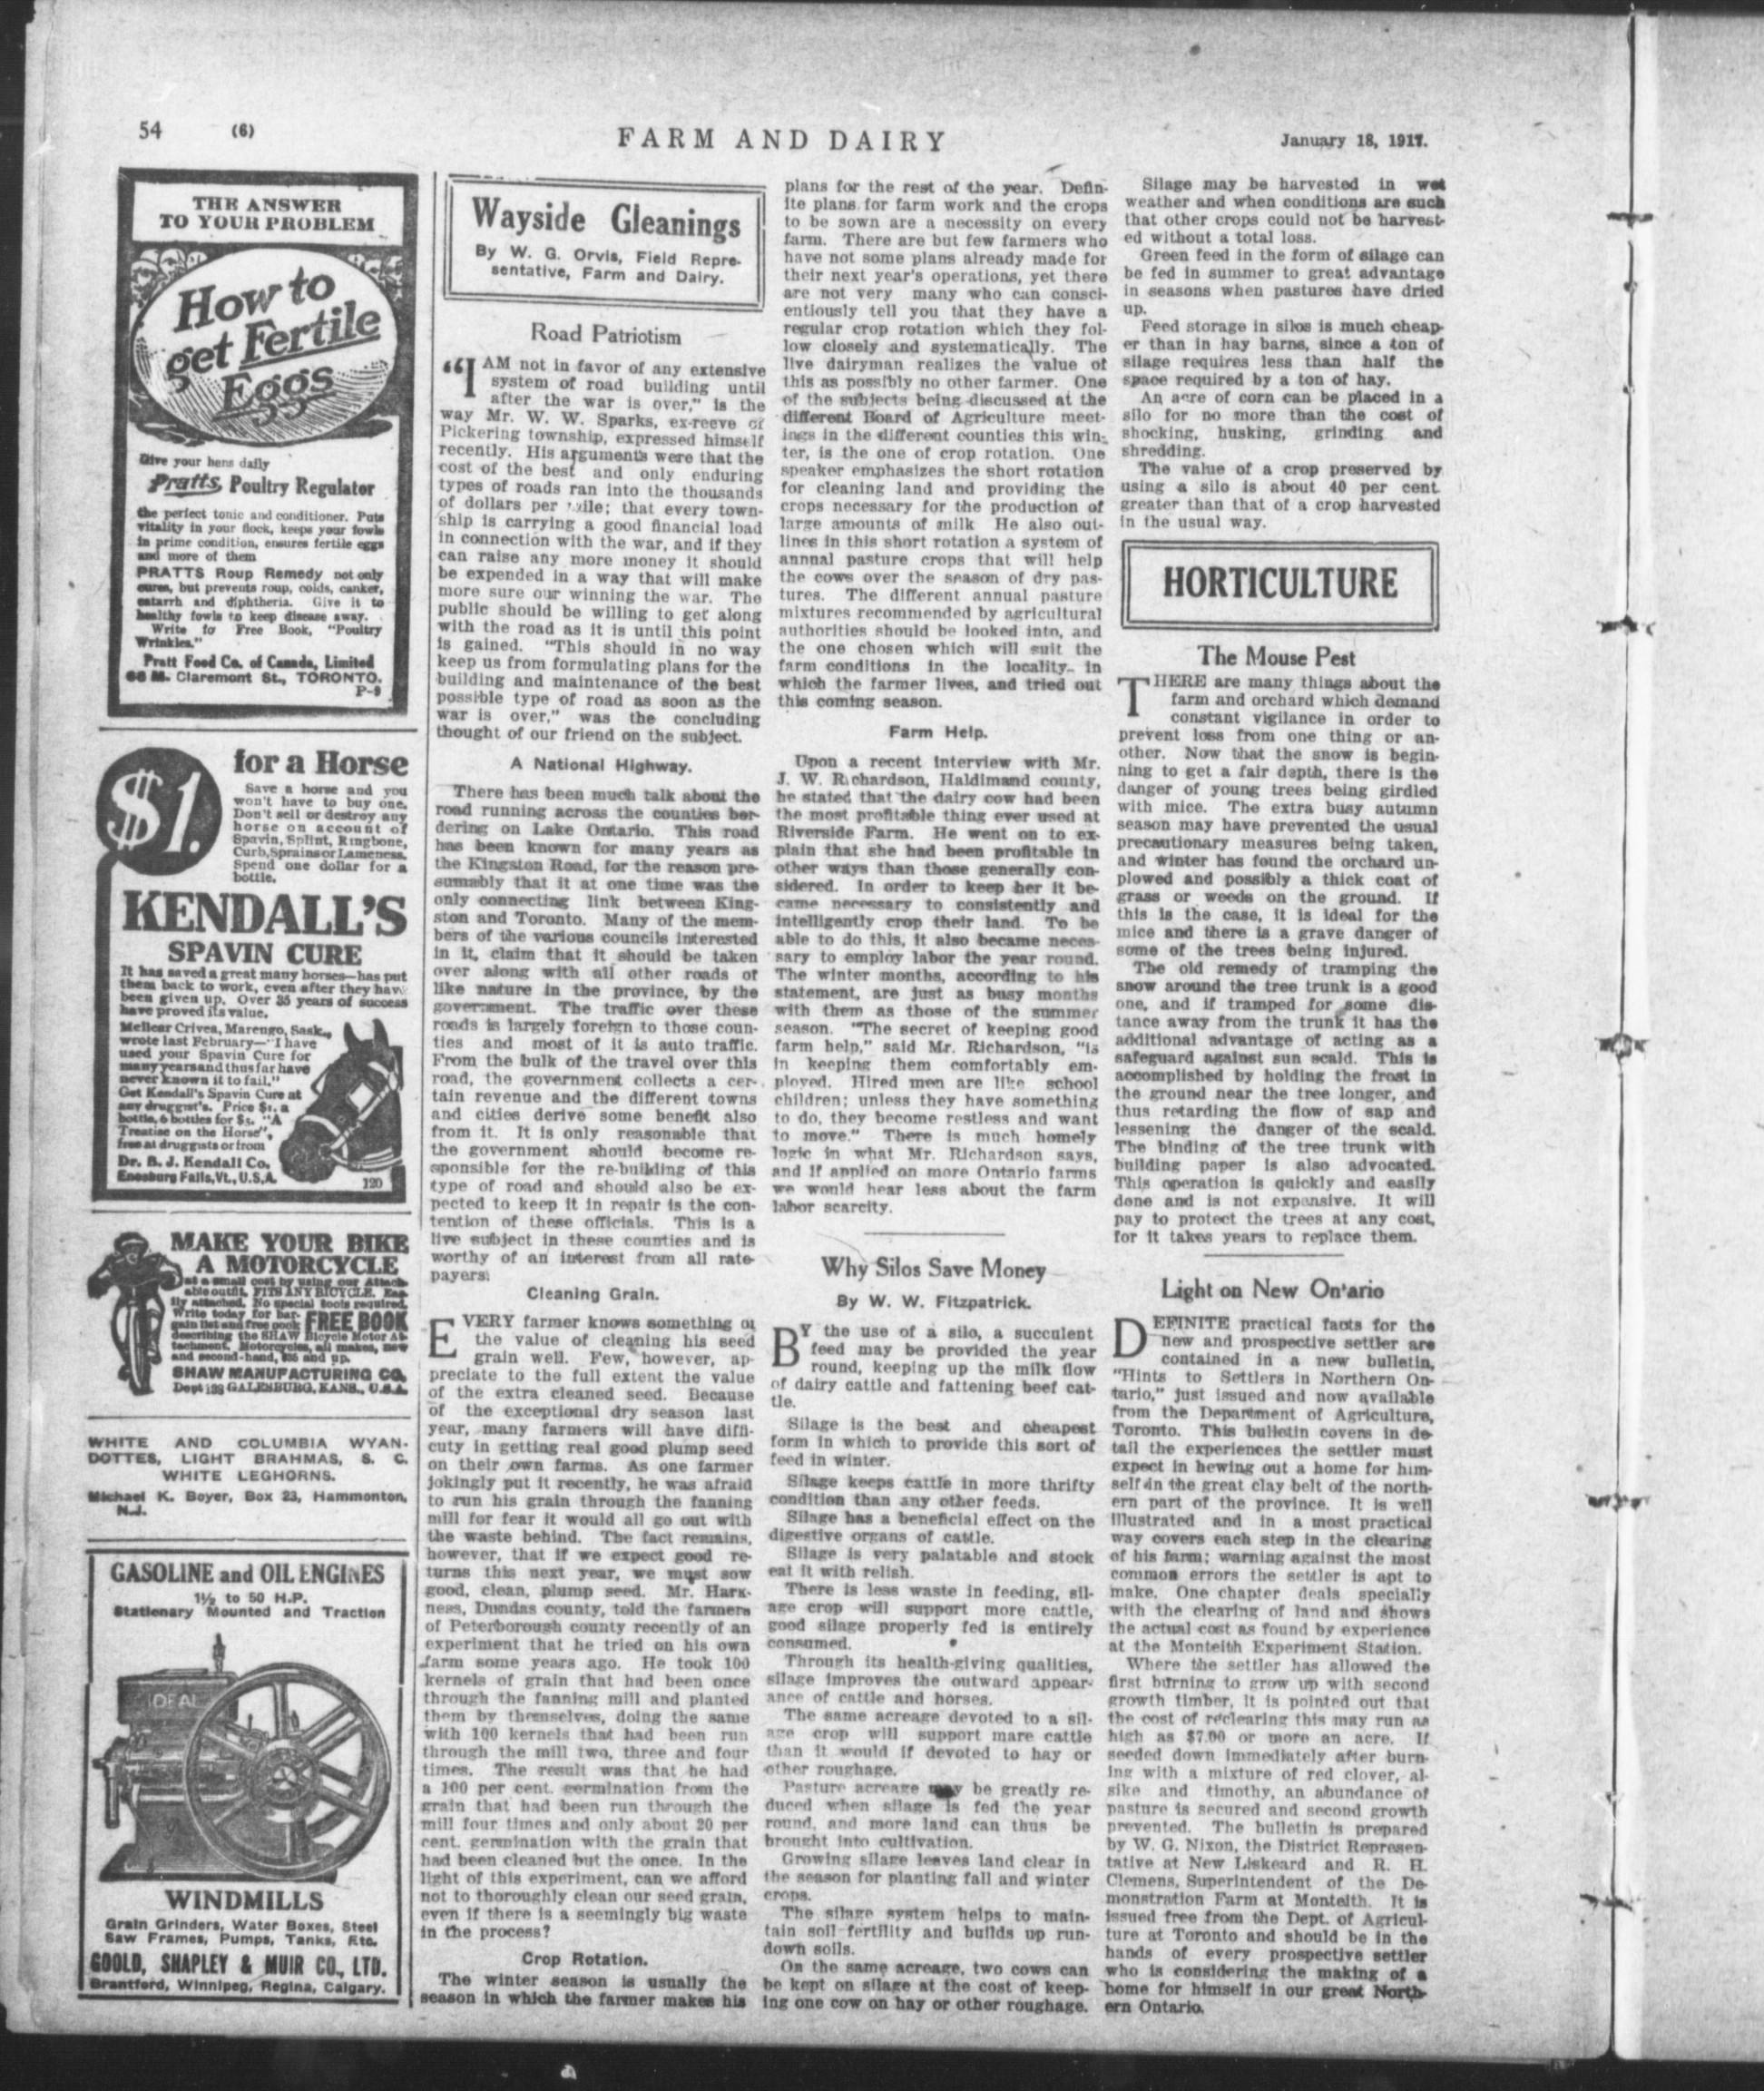 54 (6) FARM AND DAIRY January 18, 1917.
THE ANSWER
TO YOUR PROBLEM
How to
get Fertile
Eggs
Give your hens daily
Pratts Poultry Regulator
the perfect tonic and conditioner. Puts
vitality in your flock, keeps your fowls
in prime condition, ensures fertile eggs
and more of them
PRATTS Roup Remedy not only
cures, but prevents roup, colds, canker,
catarrh and diphtheria. Give it to
healthy fowls to keep disease away.
Write for Free Book, "Poultry
Wrinkles."
Pratt Food Co. of Canada, Limited
68 M. Claremont St., TORONTO.
P-9
$1.
for a Horse
Save a horse and you
won't have to buy one.
Don't sell or destroy any
horse on account of
Spavin, Splint, Ringbone,
Curb, Sprains or Lameness.
Spend one dollar for a
bottle.
KENDALL'S
SPAVIN CURE
It has saved a great many horses—has put
them back to work, even after they have
been given up. Over 35 years of success
have proved its value.
Mellcar Crives, Marengo, Sask.,
wrote last February—"I have
used your Spavin Cure for
many years and thus far have
never known it to fail."
Get Kendall's Spavin Cure at
any druggist's. Price $1. a
bottle, 6 bottles for $5. "A
Treatise on the Horse",
free at druggists or from
Dr. B. J. Kendall Co.
Enosburg Falls, Vt., U.S.A.
120
MAKE YOUR BIKE
A MOTORCYCLE
at a small cost by using our Attach-
able outfit. FITS ANY BICYCLE. Eas-
ily attached. No special tools required.
Write today for bar-
gain list and free book FREE BOOK
describing the SHAW Bicycle Motor At-
tachment. Motorcycles, all makes, new
and second-hand, $35 and up.
SHAW MANUFACTURING CO.
Dept 198 GALESBURG, KANS., U.S.A.
WHITE AND COLUMBIA WYAN-
DOTTES, LIGHT BRAHMAS, S. C.
WHITE LEGHORNS.
Michael K. Boyer, Box 23, Hammonton,
N.J.
GASOLINE and OIL ENGINES
1½ to 50 H.P.
Stationary Mounted and Traction
IDEAL
WINDMILLS
Grain Grinders, Water Boxes, Steel
Saw Frames, Pumps, Tanks, Etc.
GOOLD, SHAPLEY & MUIR CO., LTD.
Brantford, Winnipeg, Regina, Calgary.
Wayside Gleanings
By W. G. Orvis, Field Repre-
sentative, Farm and Dairy.
Road Patriotism
"I AM not in favor of any extensive
system of road building until
after the war is over," is the
way Mr. W. W. Sparks, ex-reeve of
Pickering township, expressed himself
recently. His arguments were that the
cost of the best and only enduring
types of roads ran into the thousands
of dollars per mile; that every town-
ship is carrying a good financial load
in connection with the war, and if they
can raise any more money it should
be expended in a way that will make
more sure our winning the war. The
public should be willing to get along
with the road as it is until this point
is gained. "This should in no way
keep us from formulating plans for the
building and maintenance of the best
possible type of road as soon as the
war is over," was the concluding
thought of our friend on the subject.
A National Highway.
There has been much talk about the
road running across the counties bor-
dering on Lake Ontario. This road
has been known for many years as
the Kingston Road, for the reason pre-
sumably that it at one time was the
only connecting link between King-
ston and Toronto. Many of the mem-
bers of the various councils interested
in it, claim that it should be taken
over along with all other roads of
like nature in the province, by the
government. The traffic over these
roads is largely foreign to those coun-
ties and most of it is auto traffic.
From the bulk of the travel over this
road, the government collects a cer-
tain revenue and the different towns
and cities derive some benefit also
from it. It is only reasonable that
the government should become re-
sponsible for the re-building of this
type of road and should also be ex-
pected to keep it in repair is the con-
tention of these officials. This is a
live subject in these counties and is
worthy of an interest from all rate-
payers.
Cleaning Grain.
EVERY farmer knows something of
the value of cleaning his seed
grain well. Few, however, ap-
preciate to the full extent the value
of the extra cleaned seed. Because
of the exceptional dry season last
year, many farmers will have diffi-
cuty in getting real good plump seed
on their own farms. As one farmer
jokingly put it recently, he was afraid
to run his grain through the fanning
mill for fear it would all go out with
the waste behind. The fact remains,
however, that if we expect good re-
turns this next year, we must sow
good, clean, plump seed. Mr. Hark-
ness, Dundas county, told the farmers
of Peterborough county recently of an
experiment that he tried on his own
farm some years ago. He took 100
kernels of grain that had been once
through the fanning mill and planted
them by themselves, doing the same
with 100 kernels that had been run
through the mill two, three and four
times. The result was that he had
a 100 per cent. germination from the
grain that had been run through the
mill four times and only about 20 per
cent. germination with the grain that
had been cleaned but the once. In the
light of this experiment, can we afford
not to thoroughly clean our seed grain,
even if there is a seemingly big waste
in the process?
Crop Rotation.
The winter season is usually the
season in which the farmer makes his
plans for the rest of the year. Defin-
ite plans for farm work and the crops
to be sown are a necessity on every
farm. There are but few farmers who
have not some plans already made for
their next year's operations, yet there
are not very many who can consci-
entiously tell you that they have a
regular crop rotation which they fol-
low closely and systematically. The
live dairyman realizes the value of
this as possibly no other farmer. One
of the subjects being discussed at the
different Board of Agriculture meet-
ings in the different counties this win-
ter, is the one of crop rotation. One
speaker emphasizes the short rotation
for cleaning land and providing the
crops necessary for the production of
large amounts of milk He also out-
lines in this short rotation a system of
annual pasture crops that will help
the cows over the season of dry pas-
tures. The different annual pasture
mixtures recommended by agricultural
authorities should be looked into, and
the one chosen which will suit the
farm conditions in the locality in
which the farmer lives, and tried out
this coming season.
Farm Help.
Upon a recent interview with Mr.
J. W. Richardson, Haldimand county,
he stated that the dairy cow had been
the most profitable thing ever used at
Riverside Farm. He went on to ex-
plain that she had been profitable in
other ways than those generally con-
sidered. In order to keep her it be-
came necessary to consistently and
intelligently crop their land. To be
able to do this, it also became neces-
sary to employ labor the year round.
The winter months, according to his
statement, are just as busy months
with them as those of the summer
season. "The secret of keeping good
farm help," said Mr. Richardson, "is
in keeping them comfortably em-
ployed. Hired men are like school
children; unless they have something
to do, they become restless and want
to move." There is much homely
logic in what Mr. Richardson says,
and if applied on more Ontario farms
we would hear less about the farm
labor scarcity.
Why Silos Save Money
By W. W. Fitzpatrick.
BY the use of a silo, a succulent
feed may be provided the year
round, keeping up the milk flow
of dairy cattle and fattening beef cat-
tle.
Silage is the best and cheapest
form in which to provide this sort of
feed in winter.
Silage keeps cattle in more thrifty
condition than any other feeds.
Silage has a beneficial effect on the
digestive organs of cattle.
Silage is very palatable and stock
eat it with relish.
There is less waste in feeding, sil-
age crop will support more cattle,
good silage properly fed is entirely
consumed.
Through its health-giving qualities,
silage improves the outward appear-
ance of cattle and horses.
The same acreage devoted to a sil-
age crop will support mare cattle
than it would if devoted to hay or
other roughage.
Pasture acreage may be greatly re-
duced when silage is fed the year
round, and more land can thus be
brought into cultivation.
Growing silage leaves land clear in
the season for planting fall and winter
crops.
The silage system helps to main-
tain soil fertility and builds up run-
down soils.
On the same acreage, two cows can
be kept on silage at the cost of keep-
ing one cow on hay or other roughage.
Silage may be harvested in wet
weather and when conditions are such
that other crops could not be harvest-
ed without a total loss.
Green feed in the form of silage can
be fed in summer to great advantage
in seasons when pastures have dried
up.
Feed storage in silos is much cheap-
er than in hay barns, since a ton of
silage requires less than half the
space required by a ton of hay.
An acre of corn can be placed in a
silo for no more than the cost of
shocking, husking, grinding and
shredding.
The value of a crop preserved by
using a silo is about 40 per cent.
greater than that of a crop harvested
in the usual way.
HORTICULTURE
The Mouse Pest
THERE are many things about the
farm and orchard which demand
constant vigilance in order to
prevent loss from one thing or an-
other. Now that the snow is begin-
ning to get a fair depth, there is the
danger of young trees being girdled
with mice. The extra busy autumn
season may have prevented the usual
precautionary measures being taken,
and winter has found the orchard un-
plowed and possibly a thick coat of
grass or weeds on the ground. If
this is the case, it is ideal for the
mice and there is a grave danger of
some of the trees being injured.
The old remedy of tramping the
snow around the tree trunk is a good
one, and if tramped for some dis-
tance away from the trunk it has the
additional advantage of acting as a
safeguard against sun scald. This is
accomplished by holding the frost in
the ground near the tree longer, and
thus retarding the flow of sap and
lessening the danger of the scald.
The binding of the tree trunk with
building paper is also advocated.
This operation is quickly and easily
done and is not expansive. It will
pay to protect the trees at any cost,
for it takes years to replace them.
Light on New Ontario
DEFINITE practical facts for the
new and prospective settler are
contained in a new bulletin,
"Hints to Settlers in Northern On-
tario," just issued and now available
from the Department of Agriculture,
Toronto. This bulletin covers in de-
tail the experiences the settler must
expect in hewing out a home for him-
self in the great clay belt of the north-
ern part of the province. It is well
illustrated and in a most practical
way covers each step in the clearing
of his farm; warning against the most
common errors the settler is apt to
make. One chapter deals specially
with the clearing of land and shows
the actual cost as found by experience
at the Monteith Experiment Station.
Where the settler has allowed the
first burning to grow up with second
growth timber, it is pointed out that
the cost of reclearing this may run as
high as $7.00 or more an acre. If
seeded down immediately after burn-
ing with a mixture of red clover, al-
sike and timothy, an abundance of
pasture is secured and second growth
prevented. The bulletin is prepared
by W. G. Nixon, the District Represen-
tative at New Liskeard and R. H.
Clemens, Superintendent of the De-
monstration Farm at Monteith. It is
issued free from the Dept. of Agricul-
ture at Toronto and should be in the
hands of every prospective settler
who is considering the making of a
home for himself in our great North-
ern Ontario.